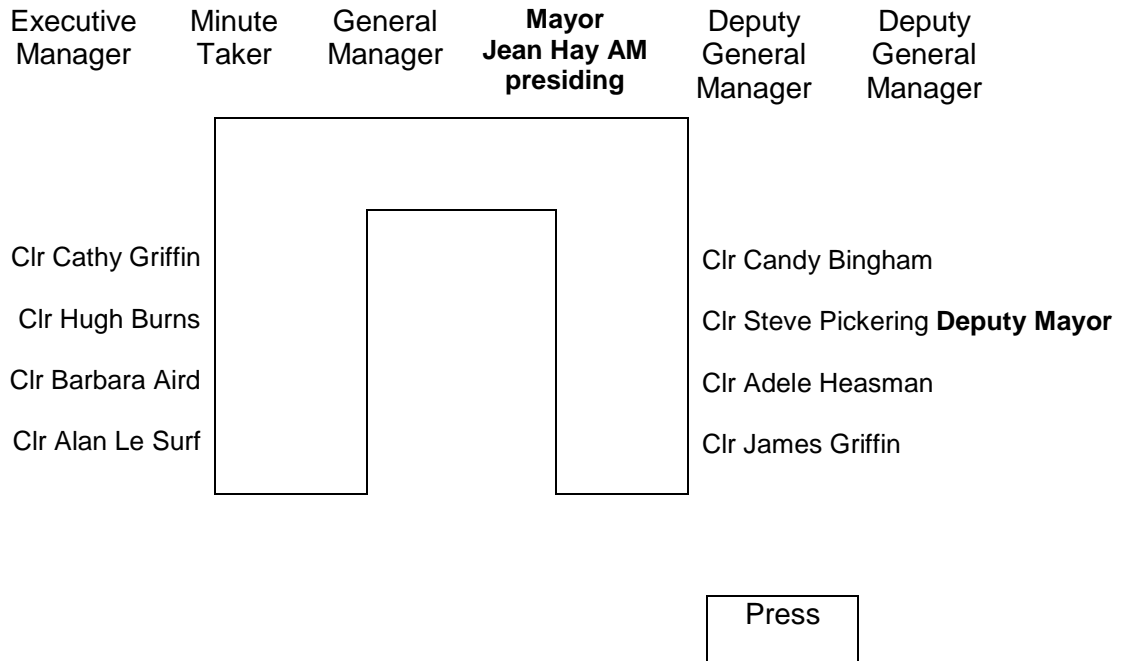 Executive Manager
Minute Taker
General Manager
Mayor
Jean Hay AM
presiding
Deputy General Manager
Deputy General Manager
Clr Cathy Griffin
Clr Hugh Burns
Clr Barbara Aird
Clr Alan Le Surf
Clr Candy Bingham
Clr Steve Pickering Deputy Mayor
Clr Adele Heasman
Clr James Griffin
Press